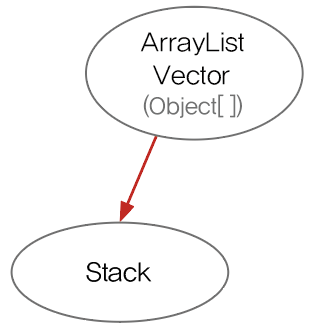 ArrayList
Vector
(Object[ ])
Stack